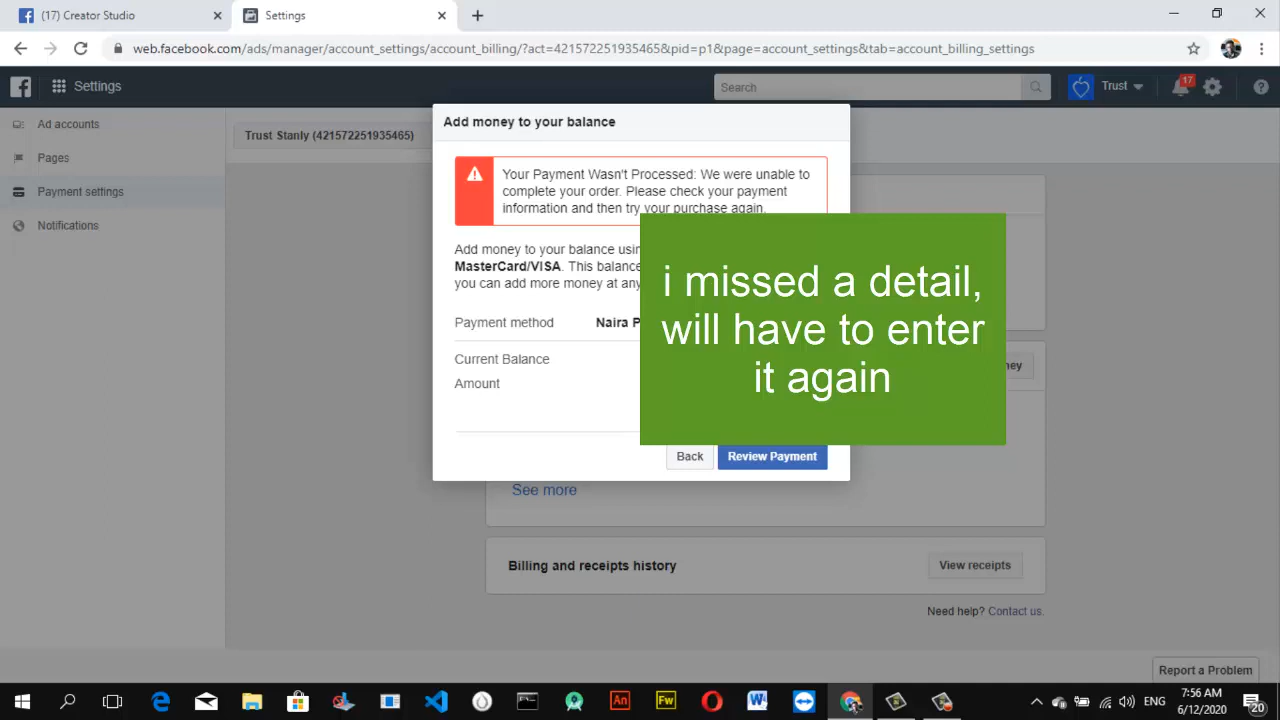 (17) Creator Studio
Settings
web.facebook.com/ads/manager/account_settings/account_billing/?act=421572251935465&pid=p1&page=account_settings&tab=account_billing_settings
Settings
Search
Trust
17
Ad accounts
Pages
Payment settings
Notifications
Trust Stanly (421572251935465)
Add money to your balance
Your Payment Wasn't Processed: We were unable to
complete your order. Please check your payment
information and then try your purchase again.
Add money to your balance
MasterCard/VISA. This balance
you can add more money at any
Payment method Naira
Current Balance
Amount
i missed a detail,
will have to enter
it again
Back
Review Payment
See more
Billing and receipts history
View receipts
Need help? Contact us.
Report a Problem
An
Fw
W
ENG
7:56 AM
6/12/2020
20